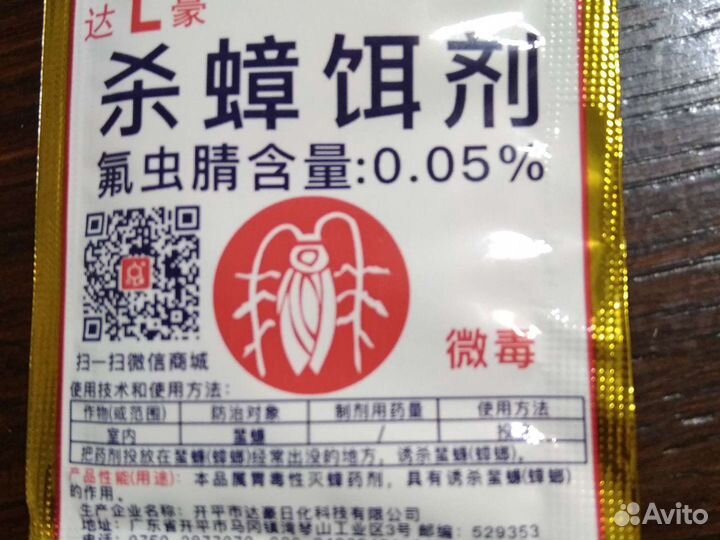 达L豪
杀蟑饵剂
氟虫腈含量:0.05%
微毒
扫一扫微信商城
使用技术和使用方法:
作物(或范围) 防治对象 制剂用药量 使用方法
室内 蜚蠊 / 投
把药剂投放在蜚蠊(蟑螂)经常出没的地方，诱杀蜚蠊(蟑螂)。
产品性能(用途): 本品属胃毒性灭蟑药剂，具有诱杀蜚蠊(蟑螂)
的作用。
生产企业名称: 开平市达豪日化科技有限公司
地址: 广东省开平市马冈镇湾琴山工业区3号 邮编: 529353
电话:
Avito